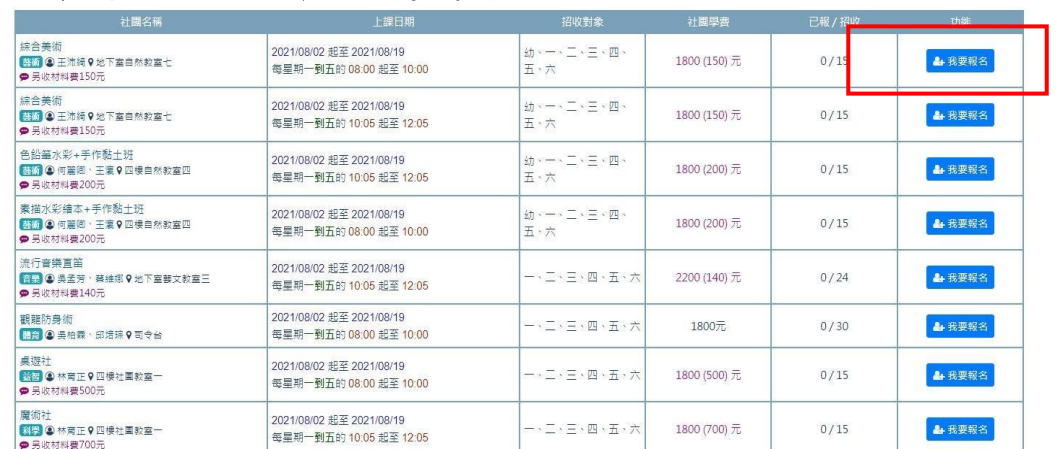 社團名稱 上課日期 招收對象 社團學費 已報 / 招收 功能
綜合美術
藝術 王沛綺 地下室自然教室七
另收材料費150元
2021/08/02 起至 2021/08/19
每星期一到五的 08:00 起至 10:00
幼、一、二、三、四、
五、六
1800 (150) 元
0 / 15
我要報名
綜合美術
藝術 王沛綺 地下室自然教室七
另收材料費150元
2021/08/02 起至 2021/08/19
每星期一到五的 10:05 起至 12:05
幼、一、二、三、四、
五、六
1800 (150) 元
0 / 15
我要報名
色鉛筆水彩+手作黏土班
藝術 何麗卿、王 四樓自然教室四
另收材料費200元
2021/08/02 起至 2021/08/19
每星期一到五的 10:05 起至 12:05
幼、一、二、三、四、
五、六
1800 (200) 元
0 / 15
我要報名
素描水彩繪本+手作黏土班
藝術 何麗卿、王 四樓自然教室四
另收材料費200元
2021/08/02 起至 2021/08/19
每星期一到五的 08:00 起至 10:00
幼、一、二、三、四、
五、六
1800 (200) 元
0 / 15
我要報名
流行音樂直笛
音樂 吳孟芳、蔡維娜 地下室藝文教室三
另收材料費140元
2021/08/02 起至 2021/08/19
每星期一到五的 10:05 起至 12:05
一、二、三、四、五、六
2200 (140) 元
0 / 24
我要報名
觀龍防身術
體育 吳柏霖、邱 司令台
2021/08/02 起至 2021/08/19
每星期一到五的 08:00 起至 10:00
一、二、三、四、五、六
1800元
0 / 30
我要報名
桌遊社
益智 林育正 四樓社團教室一
另收材料費500元
2021/08/02 起至 2021/08/19
每星期一到五的 08:00 起至 10:00
一、二、三、四、五、六
1800 (500) 元
0 / 15
我要報名
魔術社
科學 林育正 四樓社團教室一
另收材料費700元
2021/08/02 起至 2021/08/19
每星期一到五的 10:05 起至 12:05
一、二、三、四、五、六
1800 (700) 元
0 / 15
我要報名